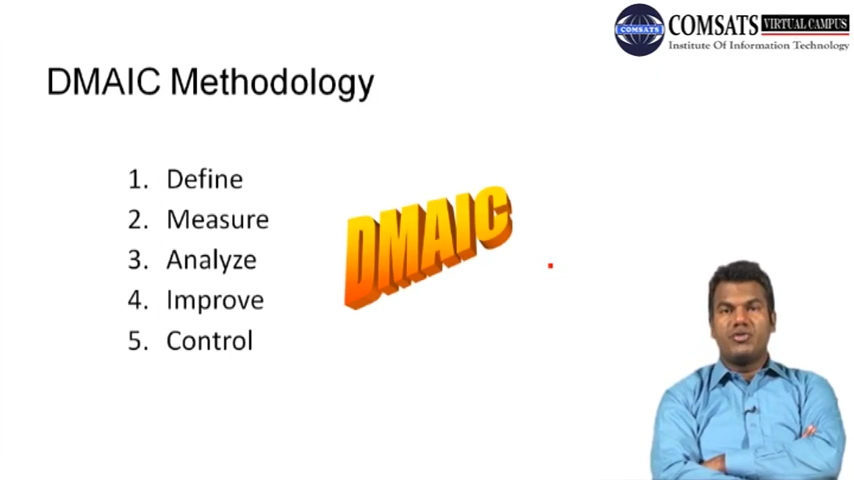 COMSATS VIRTUAL CAMPUS
COMSATS
Institute Of Information Technology
DMAIC Methodology
1. Define
2. Measure
3. Analyze
4. Improve
5. Control
DMAIC